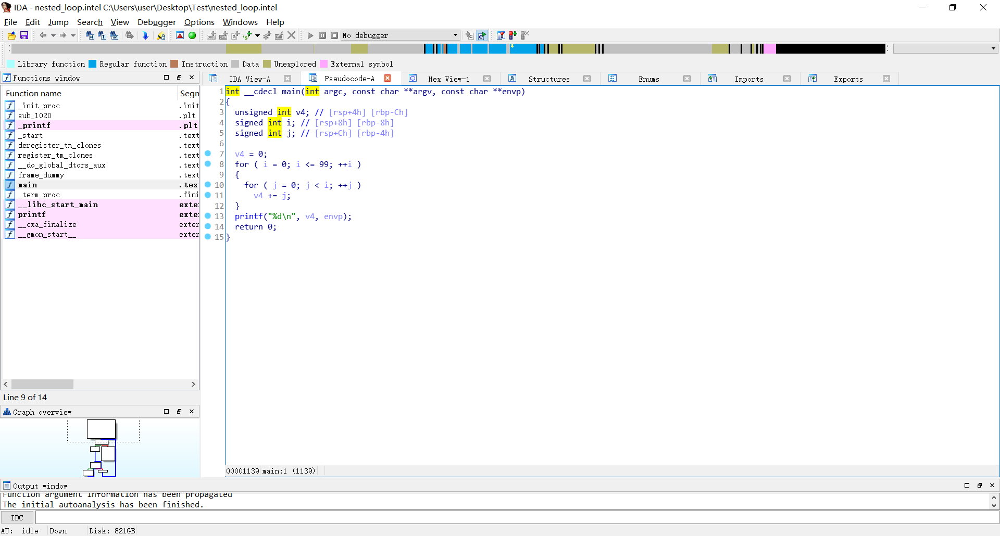 IDA - nested_loop.intel C:\Users\user\Desktop\Test\nested_loop.intel
File Edit Jump Search View Debugger Options Windows Help
No debugger
Library function Regular function Instruction Data Unexplored External symbol
Functions window
IDA View-A Pseudocode-A Hex View-1 Structures Enums Imports Exports
Function name Segm
_init_proc .init
sub_1020 .plt
_printf .plt
_start .text
deregister_tm_clones .text
register_tm_clones .text
__do_global_dtors_aux .text
frame_dummy .text
main .text
_term_proc .fini
__libc_start_main exter
printf exter
__cxa_finalize exter
__gmon_start__ exter
Line 9 of 14
Graph overview
1 int __cdecl main(int argc, const char **argv, const char **envp)
2 {
3 unsigned int v4; // [rsp+4h] [rbp-Ch]
4 signed int i; // [rsp+8h] [rbp-8h]
5 signed int j; // [rsp+Ch] [rbp-4h]
6
7 v4 = 0;
8 for ( i = 0; i <= 99; ++i )
9 {
10 for ( j = 0; j < i; ++j )
11 v4 += j;
12 }
13 printf("%d\n", v4, envp);
14 return 0;
15 }
00001139 main:1 (1139)
Output window
Function argument information has been propagated
The initial autoanalysis has been finished.
IDC
AU: idle Down Disk: 821GB